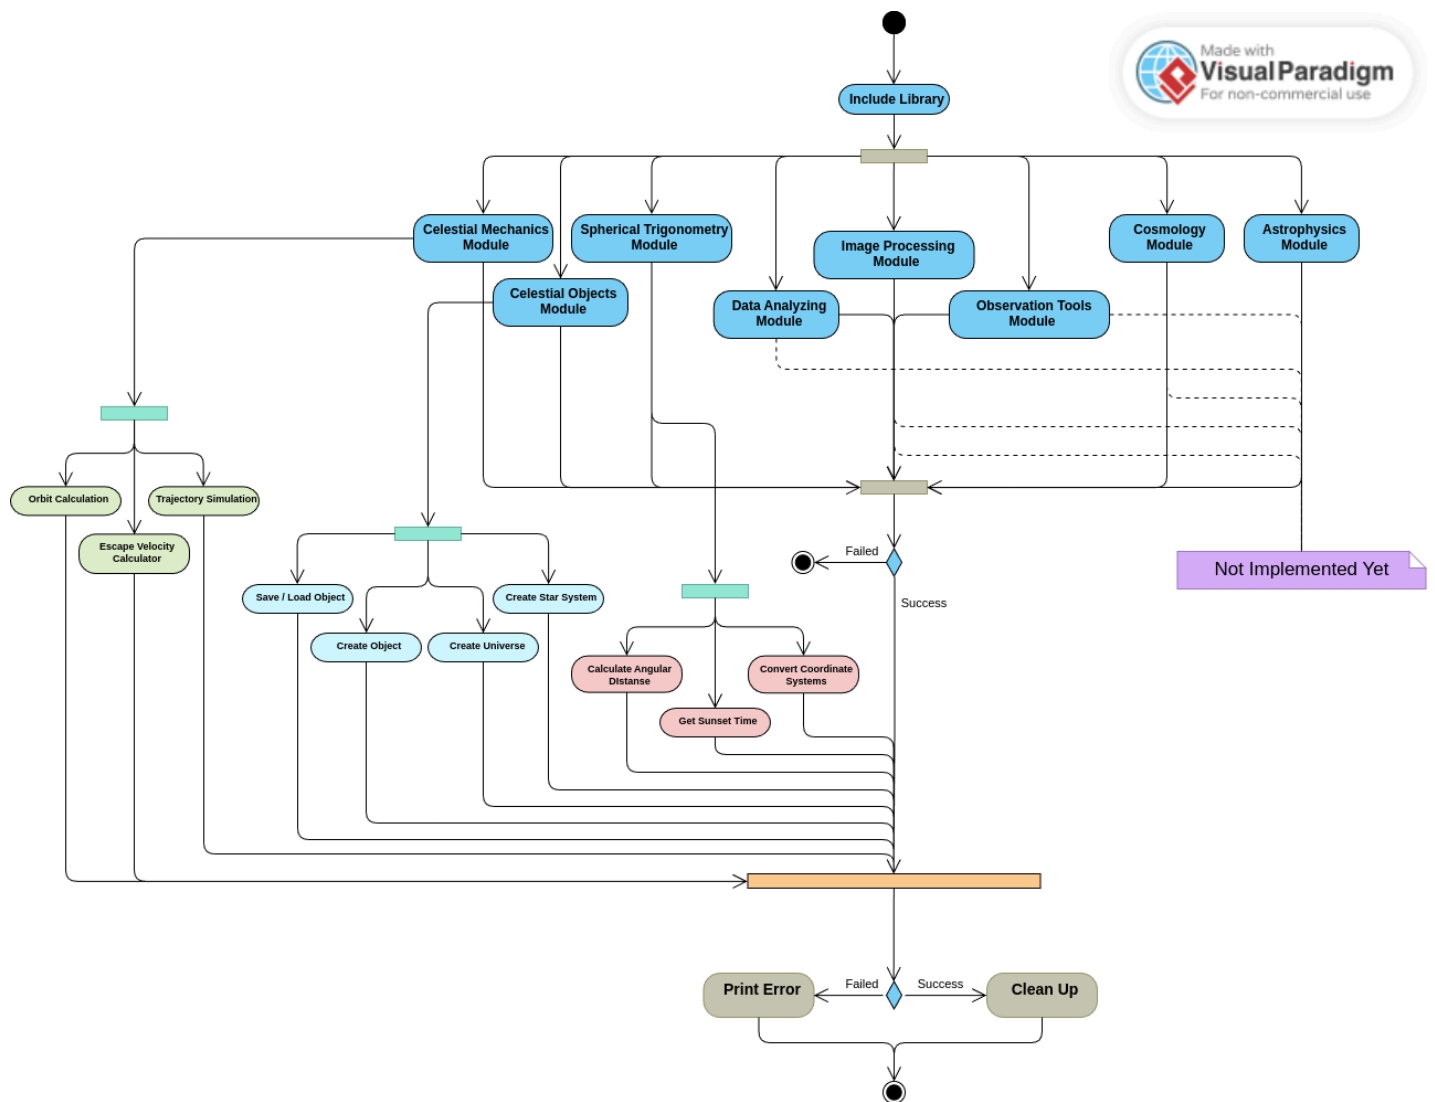 Made with
Visual Paradigm
For non-commercial use
Include Library
Celestial Mechanics
Module
Spherical Trigonometry
Module
Image Processing
Module
Cosmology
Module
Astrophysics
Module
Celestial Objects
Module
Data Analyzing
Module
Observation Tools
Module
Orbit Calculation
Trajectory Simulation
Escape Velocity
Calculator
Failed
Not Implemented Yet
Success
Save / Load Object
Create Star System
Create Object
Create Universe
Calculate Angular
DIstanse
Convert Coordinate
Systems
Get Sunset Time
Failed
Success
Print Error
Clean Up